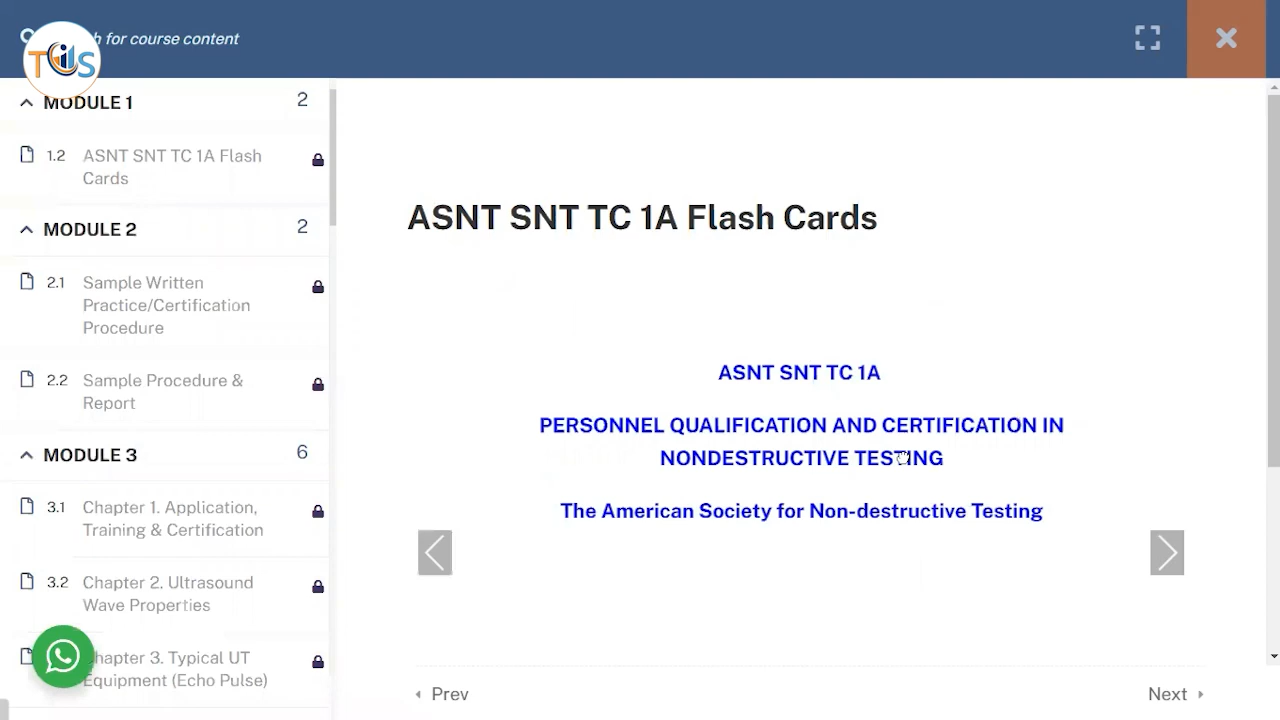 h for course content
TIS
MODULE 1
2
1.2
ASNT SNT TC 1A Flash
Cards
MODULE 2
2
2.1
Sample Written
Practice/Certification
Procedure
2.2
Sample Procedure &
Report
MODULE 3
6
3.1
Chapter 1. Application,
Training & Certification
3.2
Chapter 2. Ultrasound
Wave Properties
hapter 3. Typical UT
Equipment (Echo Pulse)
ASNT SNT TC 1A Flash Cards
ASNT SNT TC 1A
PERSONNEL QUALIFICATION AND CERTIFICATION IN
NONDESTRUCTIVE TESTING
The American Society for Non-destructive Testing
Prev
Next